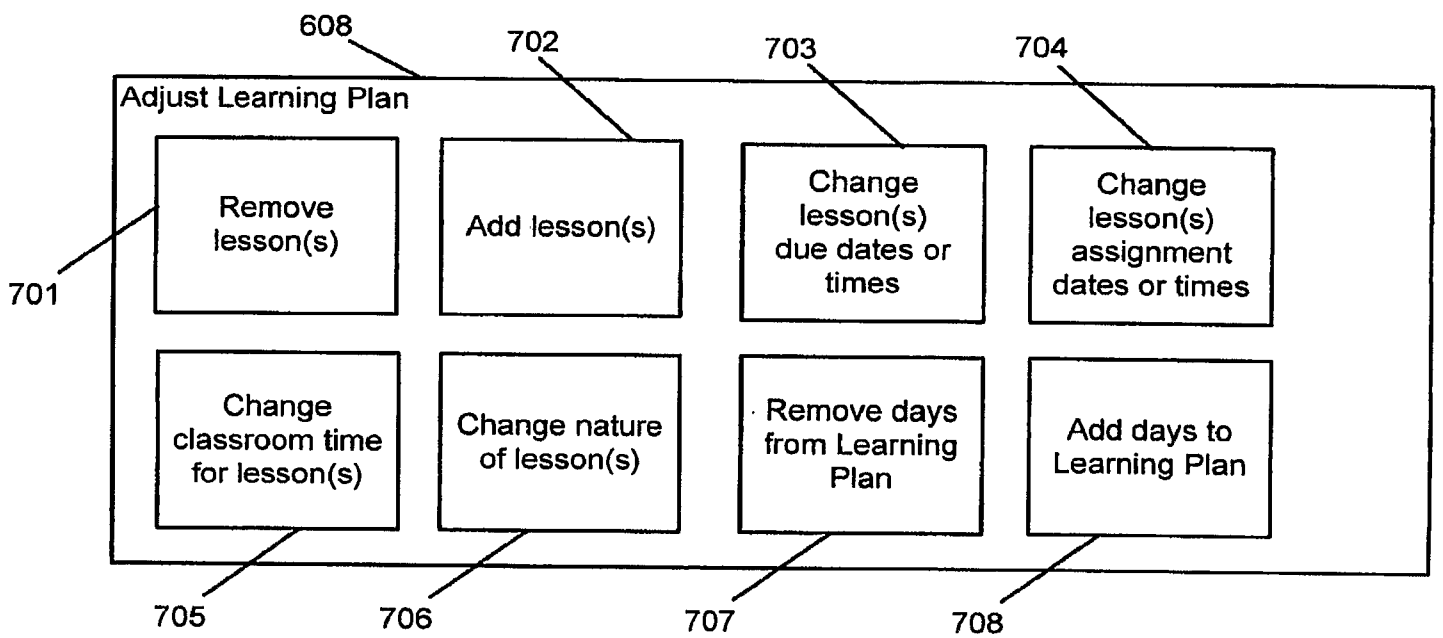 608
702
703
704
Adjust Learning Plan
Remove
lesson(s)
Add lesson(s)
Change
lesson(s)
due dates or
times
Change
lesson(s)
assignment
dates or times
701
Change
classroom time
for lesson(s)
Change nature
of lesson(s)
Remove days
from Learning
Plan
Add days to
Learning Plan
705
706
707
708